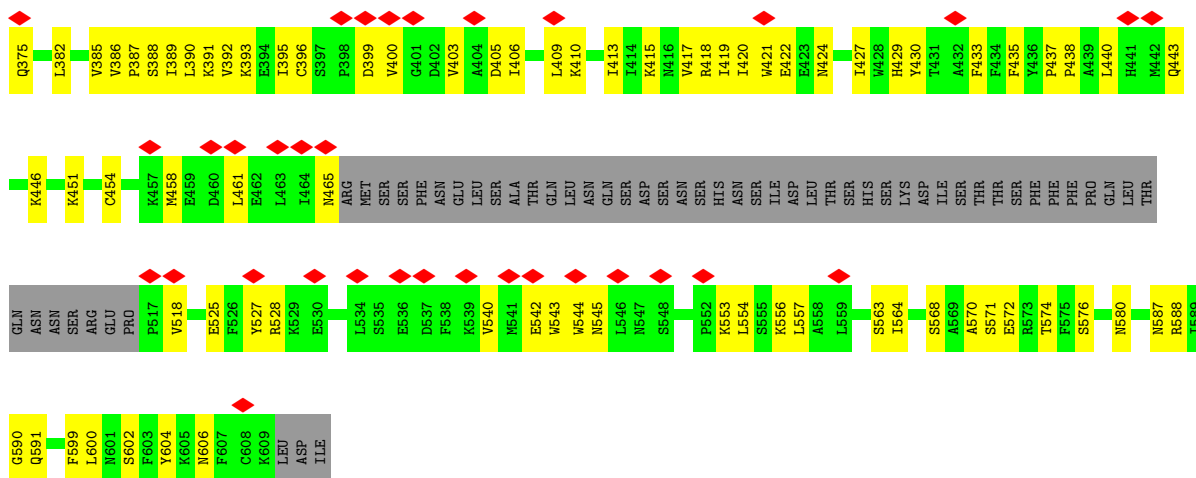 Q375 L382 V385 V386 P387 S388 I389 L390 K391 V392 K393 E394 I395 C396 S397 P398 D399 V400 G401 D402 V403 A404 D405 I406 L409 K410 I413 I414 K415 N416 V417 R418 I419 I420 W421 E422 E423 N424 I427 W428 H429 Y430 T431 A432 F433 F434 F435 Y436 P437 P438 A439 L440 H441 M442 Q443
K446 K451 C454 K457 M458 E459 D460 L461 E462 L463 I464 N465 ARG MET SER SER PHE ASN GLU LEU SER ALA THR GLN LEU ASN GLN SER ASP SER ASN SER HIS ASN SER ILE ASP LEU THR SER HIS SER LYS ASP ILE SER THR THR SER PHE PHE PHE PRO GLN LEU THR
GLN ASN ASN SER ARG GLU PRO P517 V518 E525 F526 Y527 R528 K529 E530 L534 S535 E536 D537 F538 K539 V540 M541 E542 W543 W544 N545 L546 N547 S548 P552 K553 L554 S555 K556 L557 A558 L559 S563 I564 S568 A569 A570 S571 E572 R573 T574 F575 S576 N580 N587 R588 I589
G590 Q591 F599 L600 N601 S602 F603 Y604 K605 N606 F607 C608 K609 LEU ASP ILE